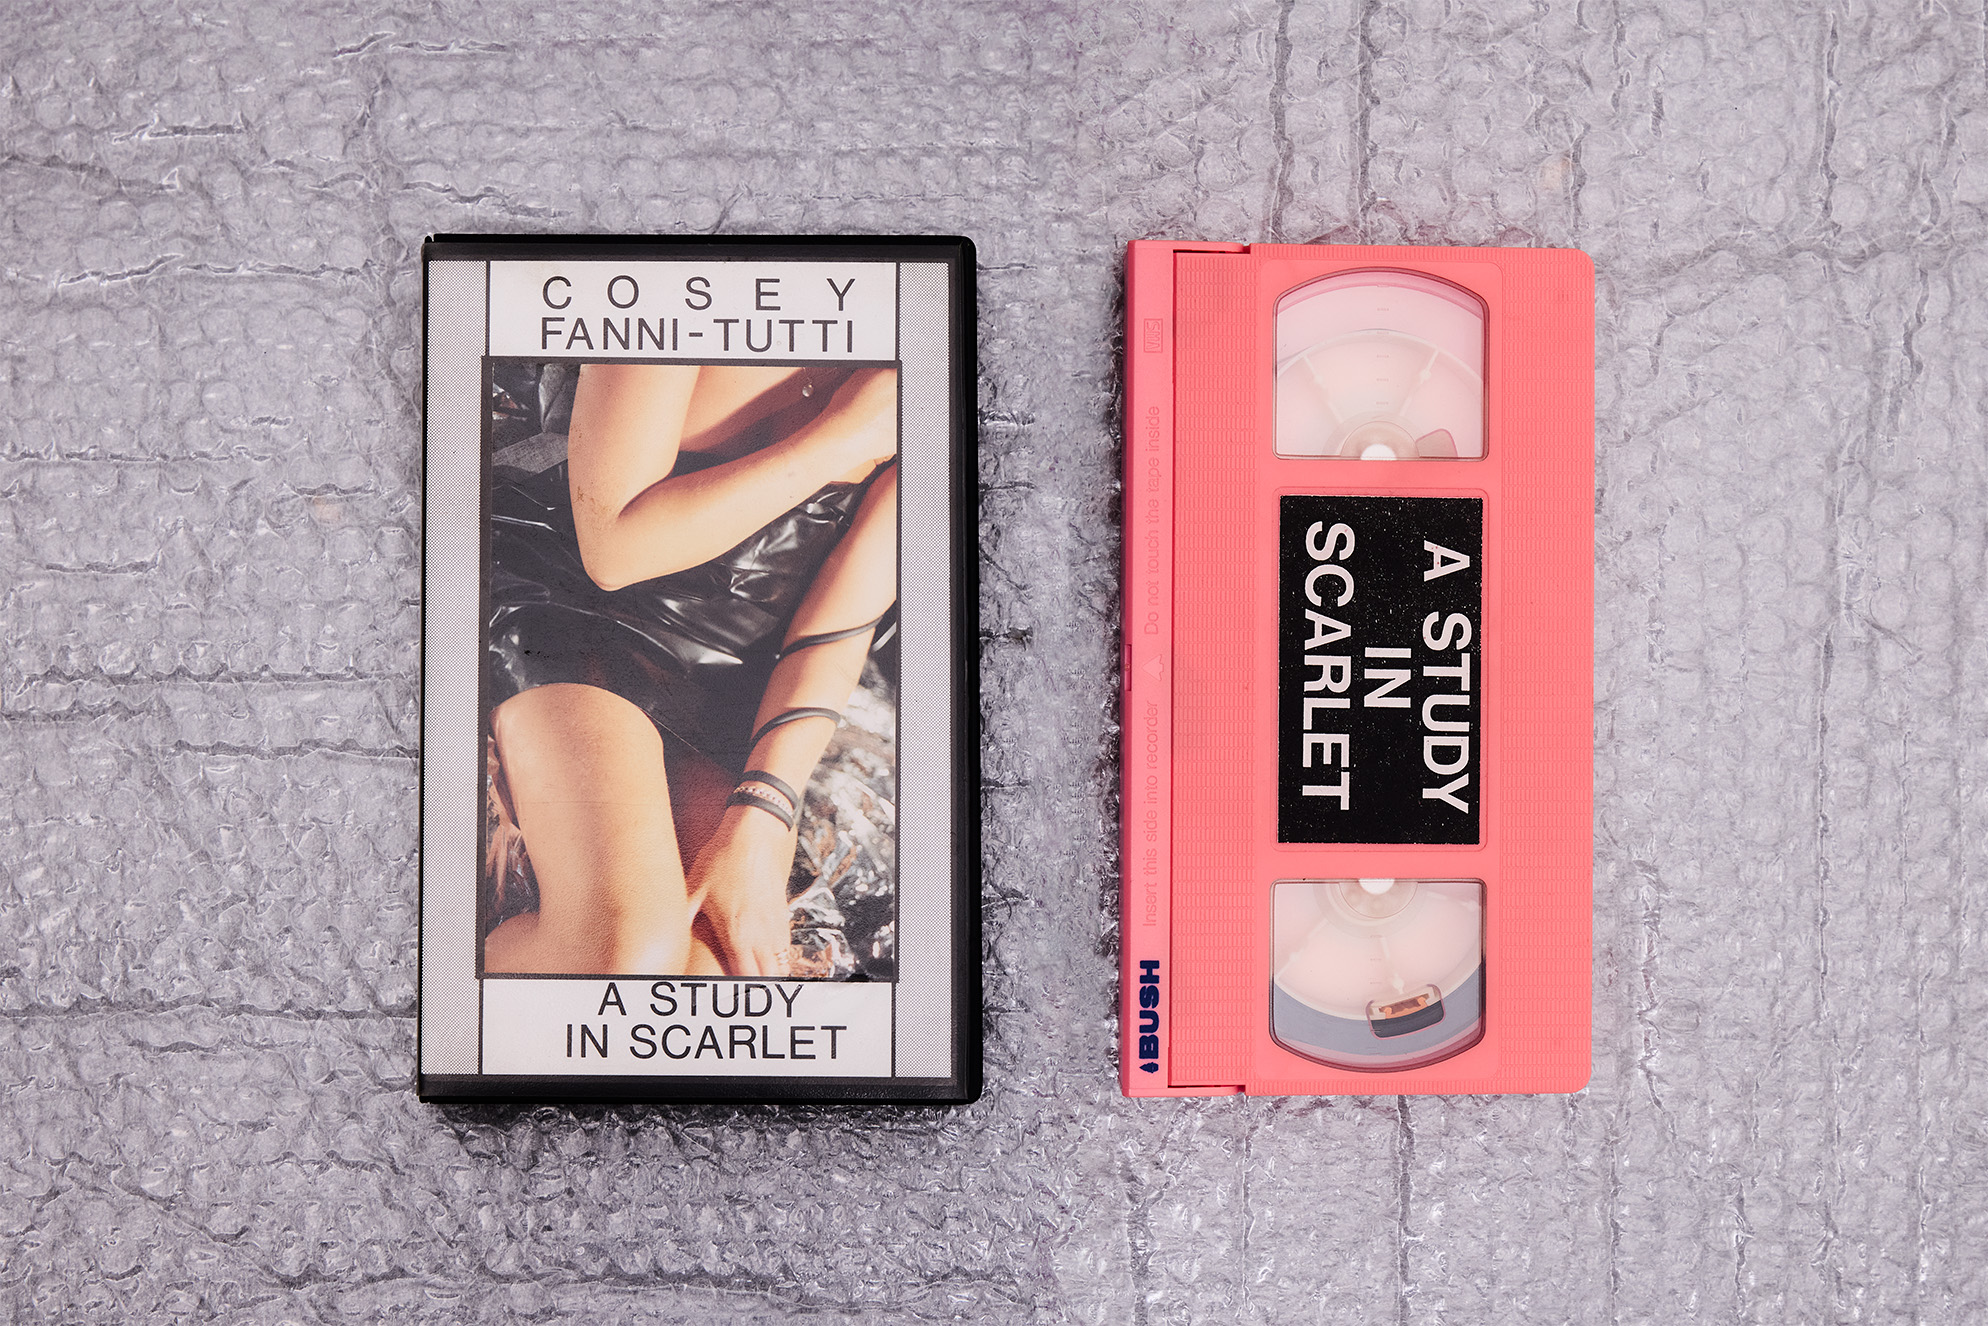 COSEY
FANNI-TUTTI
A STUDY
IN SCARLET
VHS
Insert this side into recorder
Do not touch the tape inside
BUSH
A STUDY
IN
SCARLET